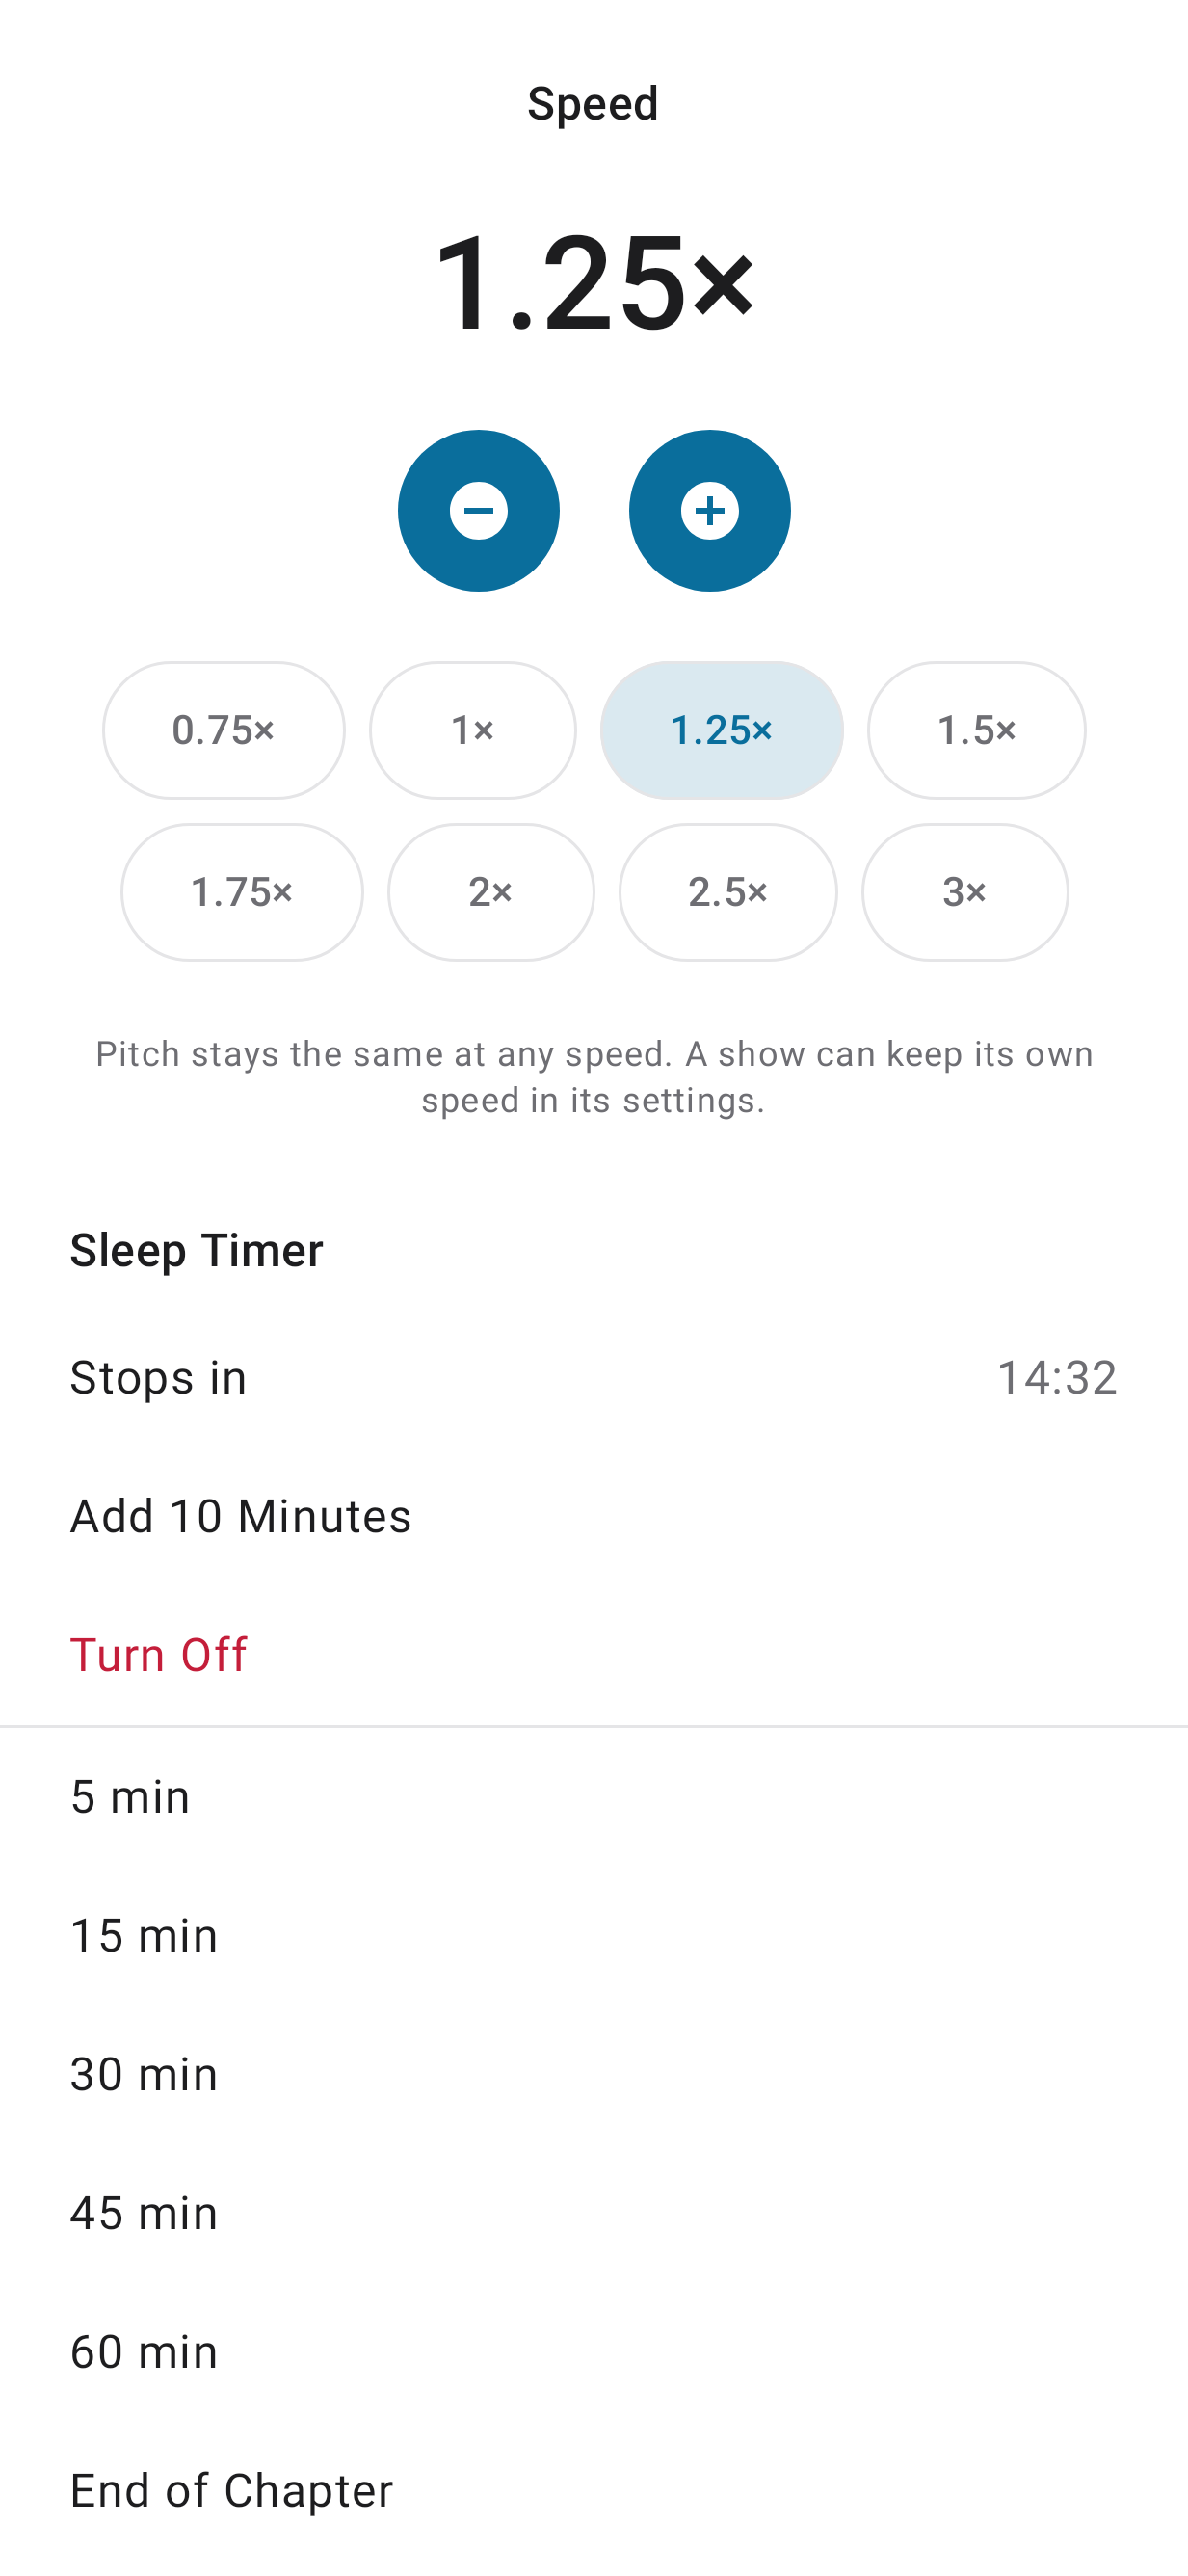 Speed
1.25×
0.75× 1× 1.25× 1.5×
1.75× 2× 2.5× 3×
Pitch stays the same at any speed. A show can keep its own
speed in its settings.
Sleep Timer
Stops in 14:32
Add 10 Minutes
Turn Off
5 min
15 min
30 min
45 min
60 min
End of Chapter